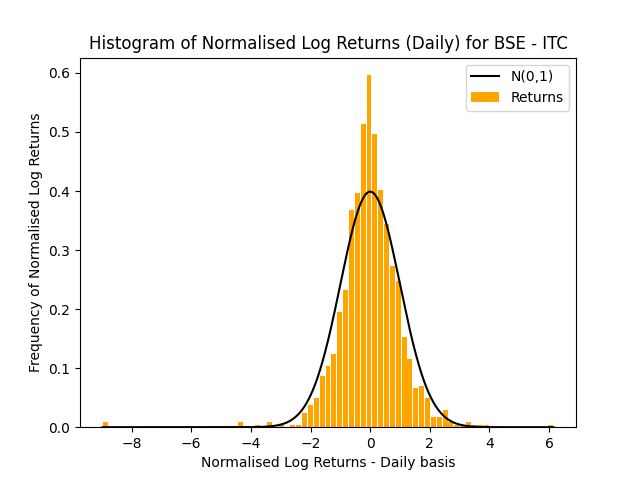 Histogram of Normalised Log Returns (Daily) for BSE - ITC
N(0,1)
Returns
Frequency of Normalised Log Returns
0.6
0.5
0.4
0.3
0.2
0.1
0.0
−8 −6 −4 −2 0 2 4 6
Normalised Log Returns - Daily basis